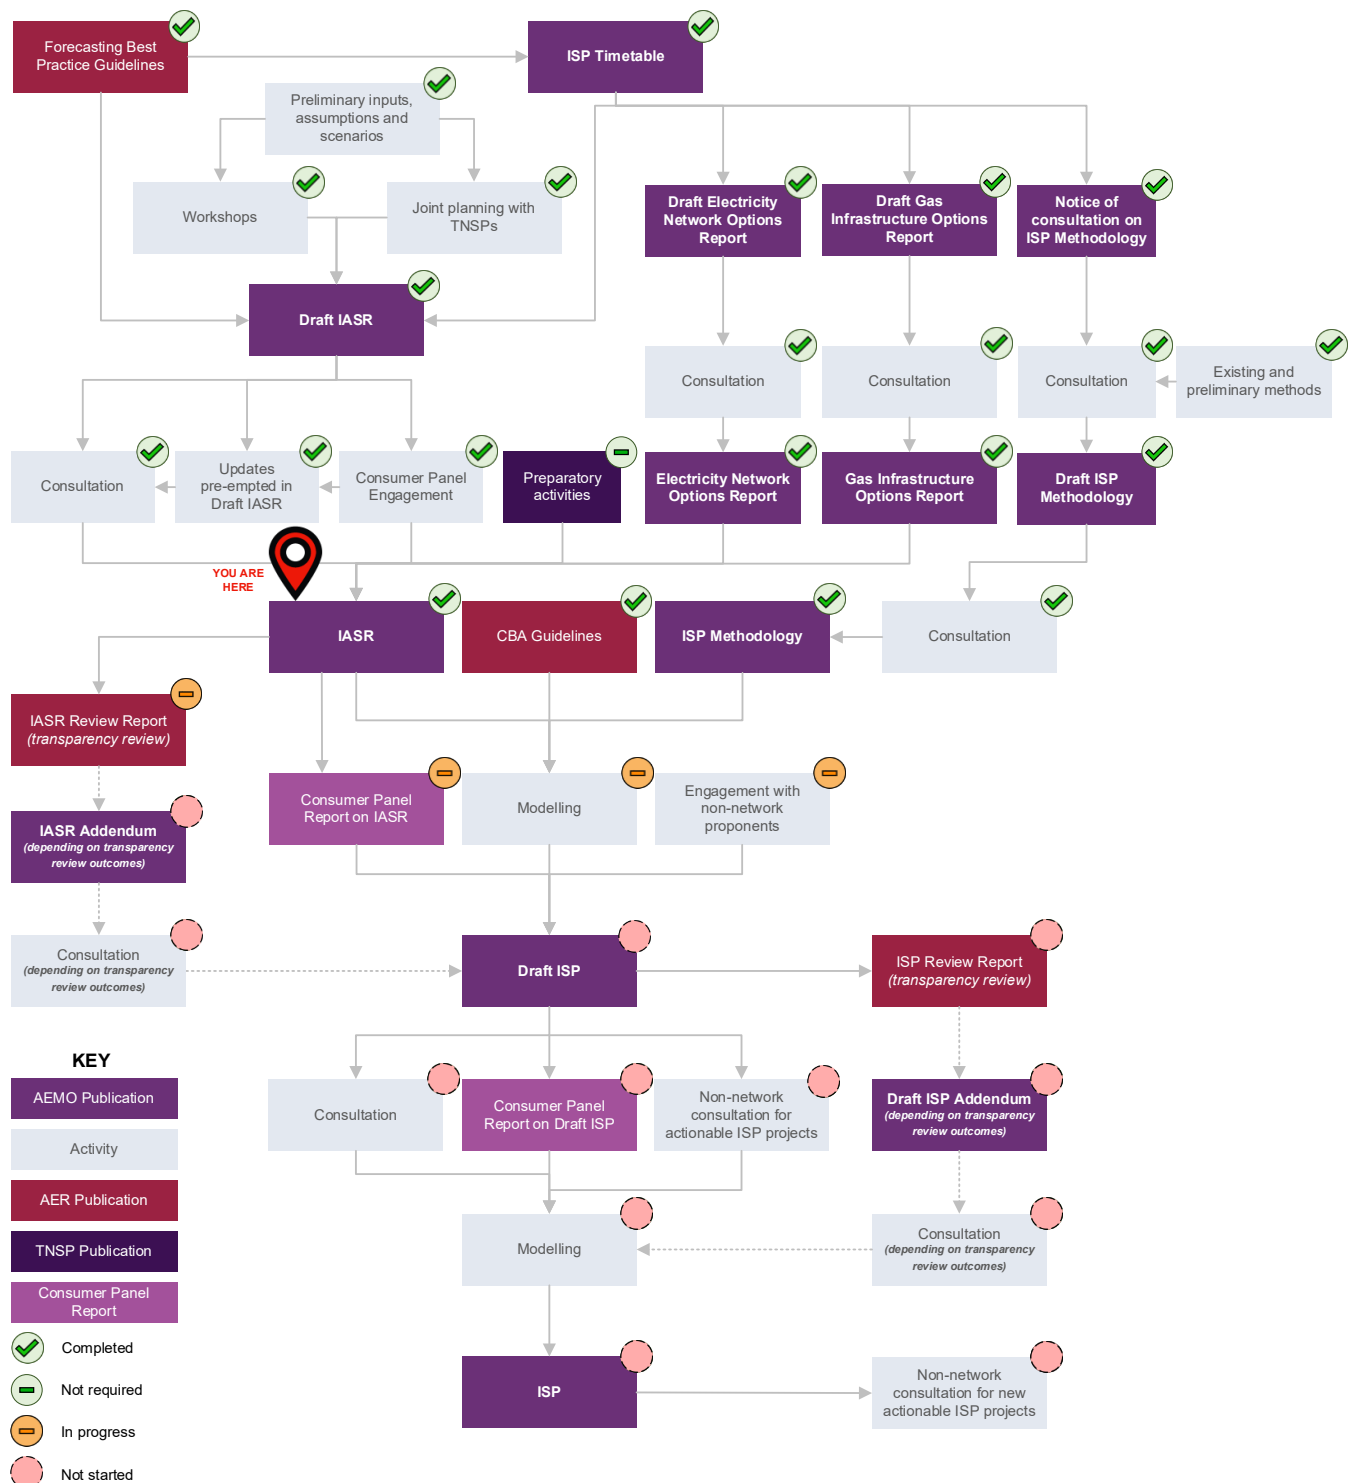 Forecasting Best
Practice Guidelines
ISP Timetable
Preliminary inputs,
assumptions and
scenarios
Workshops
Joint planning with
TNSPs
Draft Electricity
Network Options
Report
Draft Gas
Infrastructure Options
Report
Notice of
consultation on
ISP Methodology
Draft IASR
Consultation
Consultation
Consultation
Existing and
preliminary methods
Consultation
Updates
pre-empted in
Draft IASR
Consumer Panel
Engagement
Preparatory
activities
Electricity Network
Options Report
Gas Infrastructure
Options Report
Draft ISP
Methodology
YOU ARE
HERE
IASR
CBA Guidelines
ISP Methodology
Consultation
IASR Review Report
(transparency review)
Consumer Panel
Report on IASR
Modelling
Engagement with
non-network
proponents
IASR Addendum
(depending on transparency
review outcomes)
Consultation
(depending on transparency
review outcomes)
Draft ISP
ISP Review Report
(transparency review)
Consultation
Consumer Panel
Report on Draft ISP
Non-network
consultation for
actionable ISP projects
Draft ISP Addendum
(depending on transparency
review outcomes)
Modelling
Consultation
(depending on transparency
review outcomes)
ISP
Non-network
consultation for new
actionable ISP projects
KEY
AEMO Publication
Activity
AER Publication
TNSP Publication
Consumer Panel
Report
Completed
Not required
In progress
Not started